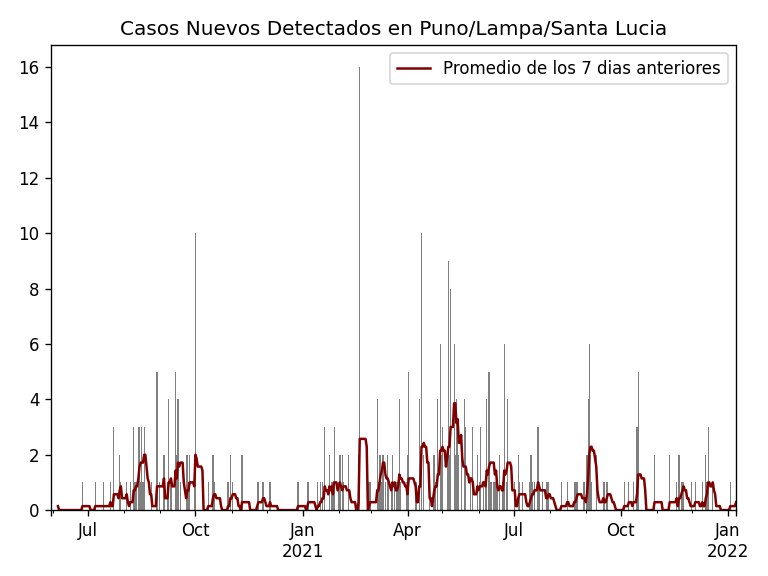 Casos Nuevos Detectados en Puno/Lampa/Santa Lucia
Promedio de los 7 dias anteriores
16
14
12
10
8
6
4
2
0
Jul
Oct
Jan
2021
Apr
Jul
Oct
Jan
2022